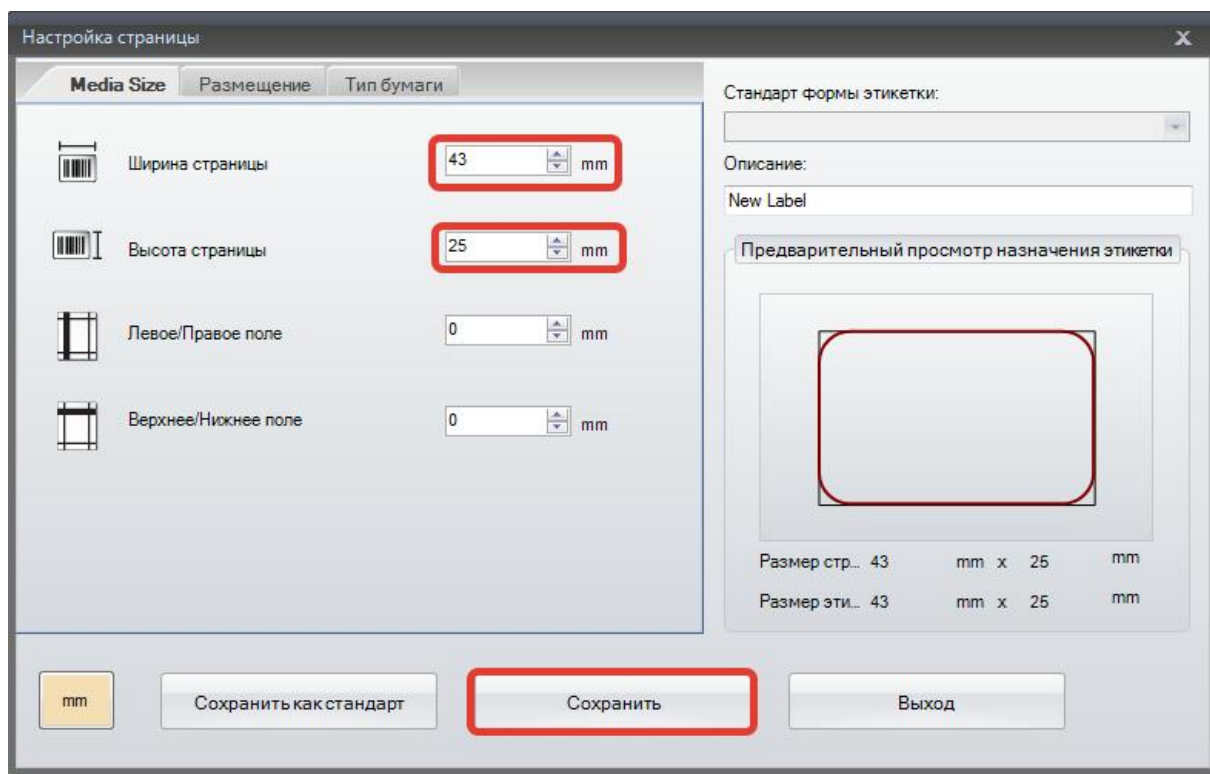 Настройка страницы
x
Media Size Размещение Тип бумаги
Ширина страницы 43 mm
Высота страницы 25 mm
Левое/Правое поле 0 mm
Верхнее/Нижнее поле 0 mm
Стандарт формы этикетки:
Описание:
New Label
Предварительный просмотр назначения этикетки
Размер стр... 43 mm x 25 mm
Размер эти... 43 mm x 25 mm
mm Сохранить как стандарт Сохранить Выход